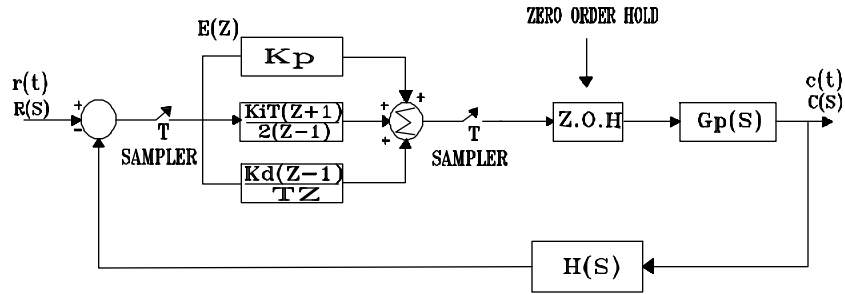 ZERO ORDER HOLD
E(Z)
Kp
r(t)
R(S)
+
-
T
SAMPLER
KiT(Z+1)
2(Z-1)
Kd(Z-1)
TZ
+
+
+
Σ
T
SAMPLER
Z.O.H
Gp(S)
c(t)
C(S)
H(S)